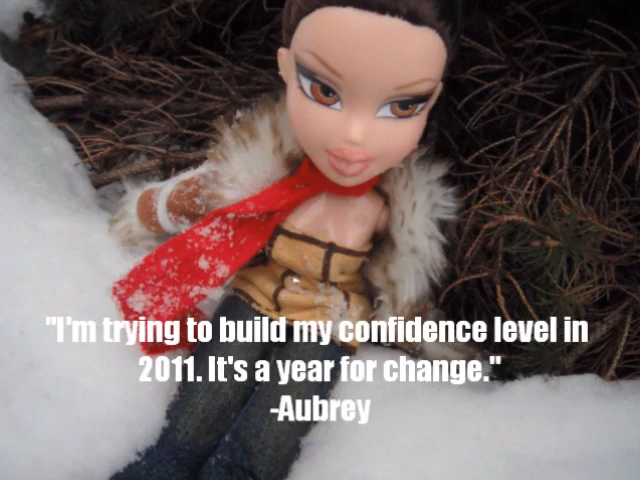 "I'm trying to build my confidence level in
2011. It's a year for change."
-Aubrey